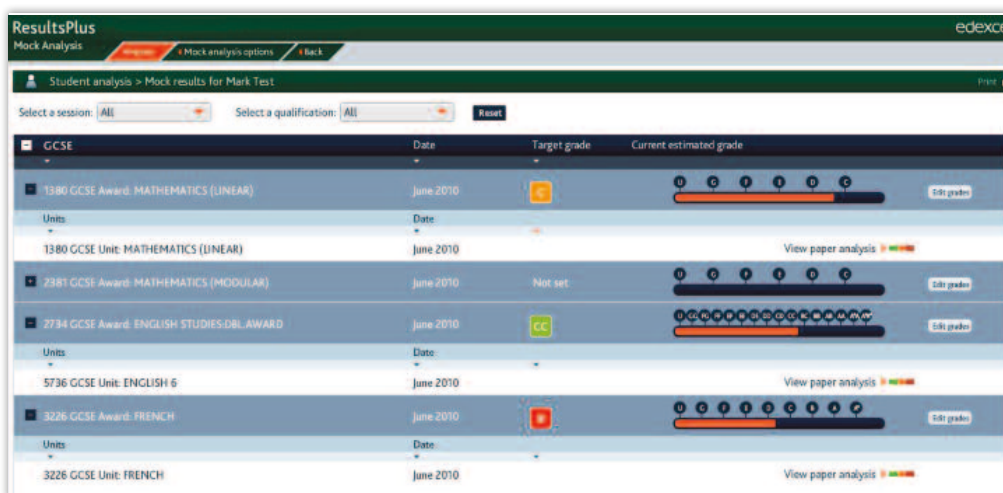 ResultsPlus
edexce
Mock Analysis
Mock analysis options
Back
Student analysis > Mock results for Mark Test
Print
Select a session: All
Select a qualification: All
Reset
GCSE Date Target grade Current estimated grade
1380 GCSE Award: MATHEMATICS (LINEAR) June 2010 C U G F E D C Edit grades
Units Date
1380 GCSE Unit: MATHEMATICS (LINEAR) June 2010 View paper analysis
2381 GCSE Award: MATHEMATICS (MODULAR) June 2010 Not set U G F E D C Edit grades
2734 GCSE Award: ENGLISH STUDIES:DBL.AWARD June 2010 CC Edit grades
Units Date
5736 GCSE Unit: ENGLISH 6 June 2010 View paper analysis
3226 GCSE Award: FRENCH June 2010 U G F E D C B A Edit grades
Units Date
3226 GCSE Unit: FRENCH June 2010 View paper analysis